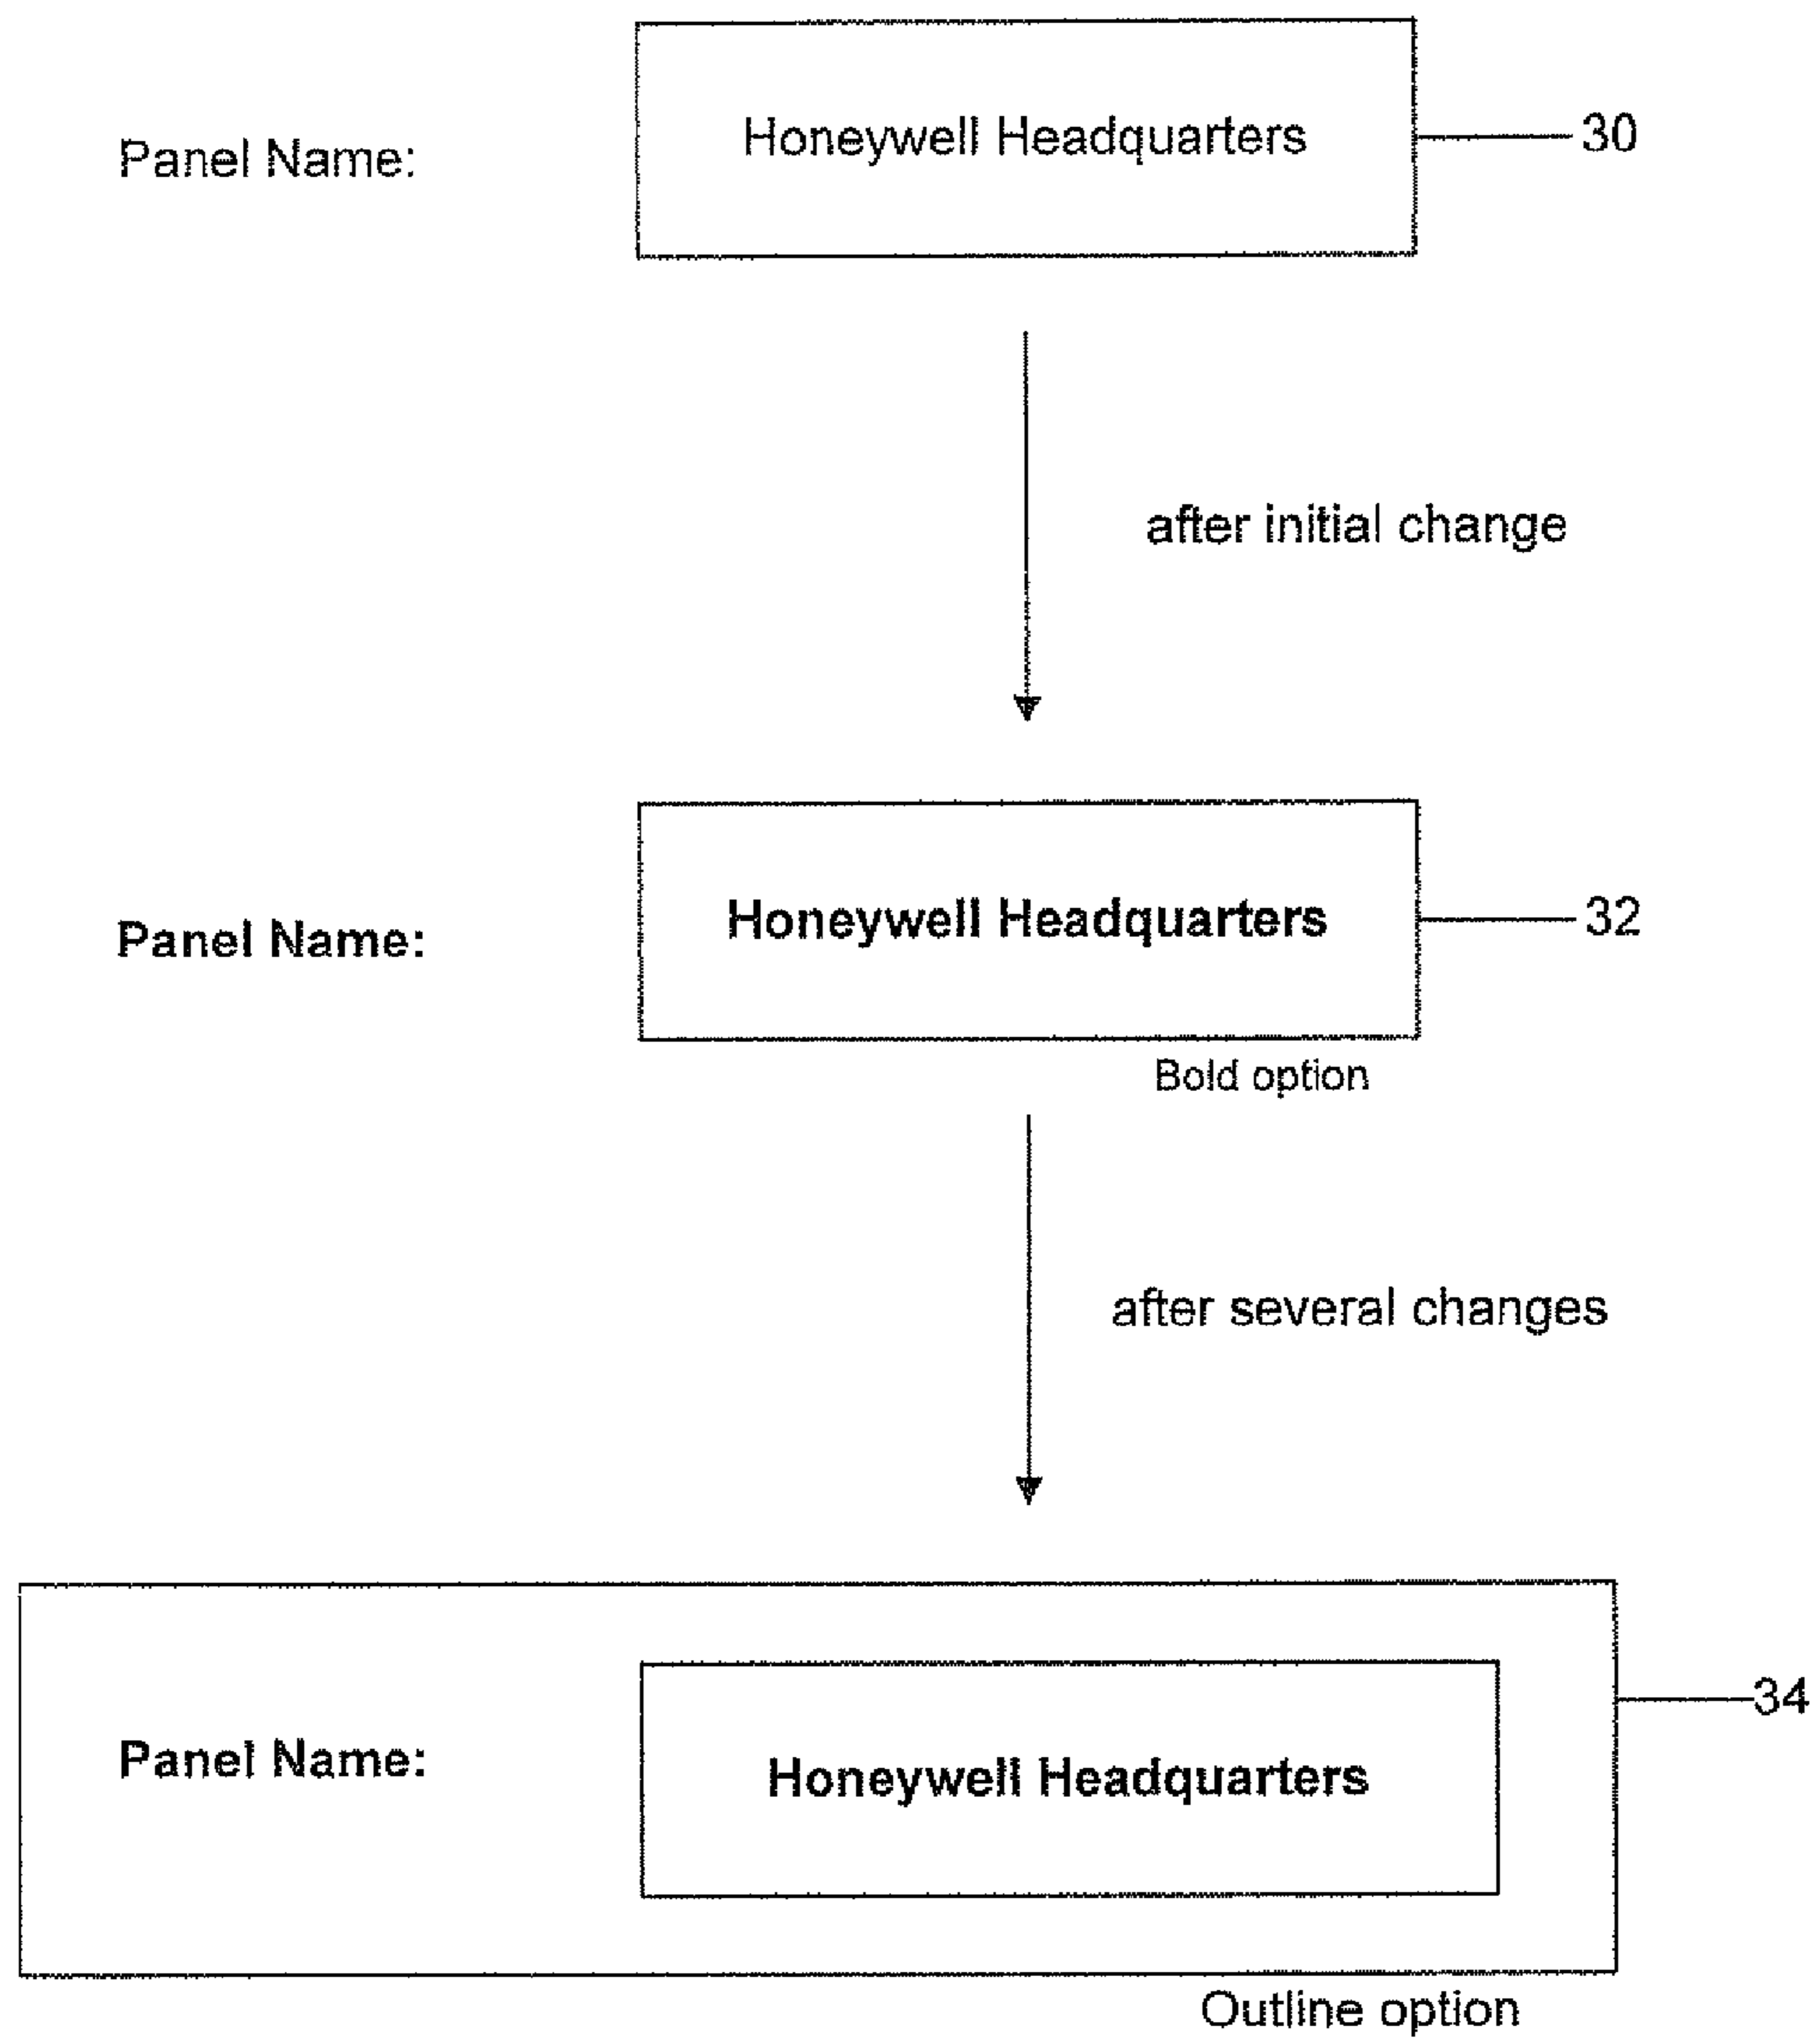 Panel Name: Honeywell Headquarters 30
after initial change
Panel Name: Honeywell Headquarters 32
Bold option
after several changes
Panel Name: Honeywell Headquarters 34
Outline option